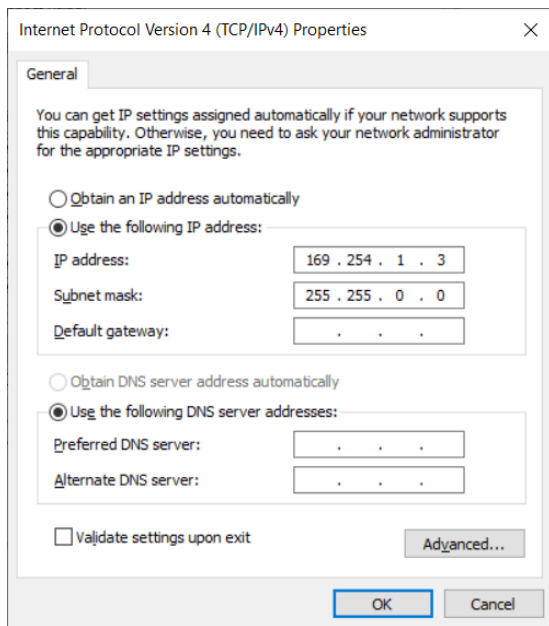 Internet Protocol Version 4 (TCP/IPv4) Properties
General
You can get IP settings assigned automatically if your network supports
this capability. Otherwise, you need to ask your network administrator
for the appropriate IP settings.
Obtain an IP address automatically
Use the following IP address:
IP address: 169 . 254 . 1 . 3
Subnet mask: 255 . 255 . 0 . 0
Default gateway: . . .
Obtain DNS server address automatically
Use the following DNS server addresses:
Preferred DNS server: . . .
Alternate DNS server: . . .
Validate settings upon exit
Advanced...
OK Cancel